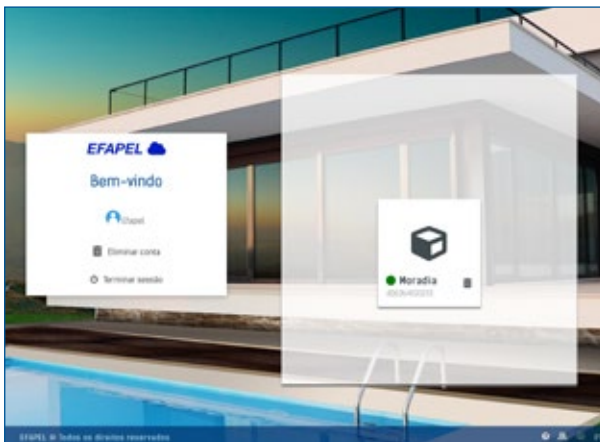 EFAPEL
Bem-vindo
Efapel
Eliminar conta
Terminar sessão
Moradia
EFAPEL © Todos os direitos reservados